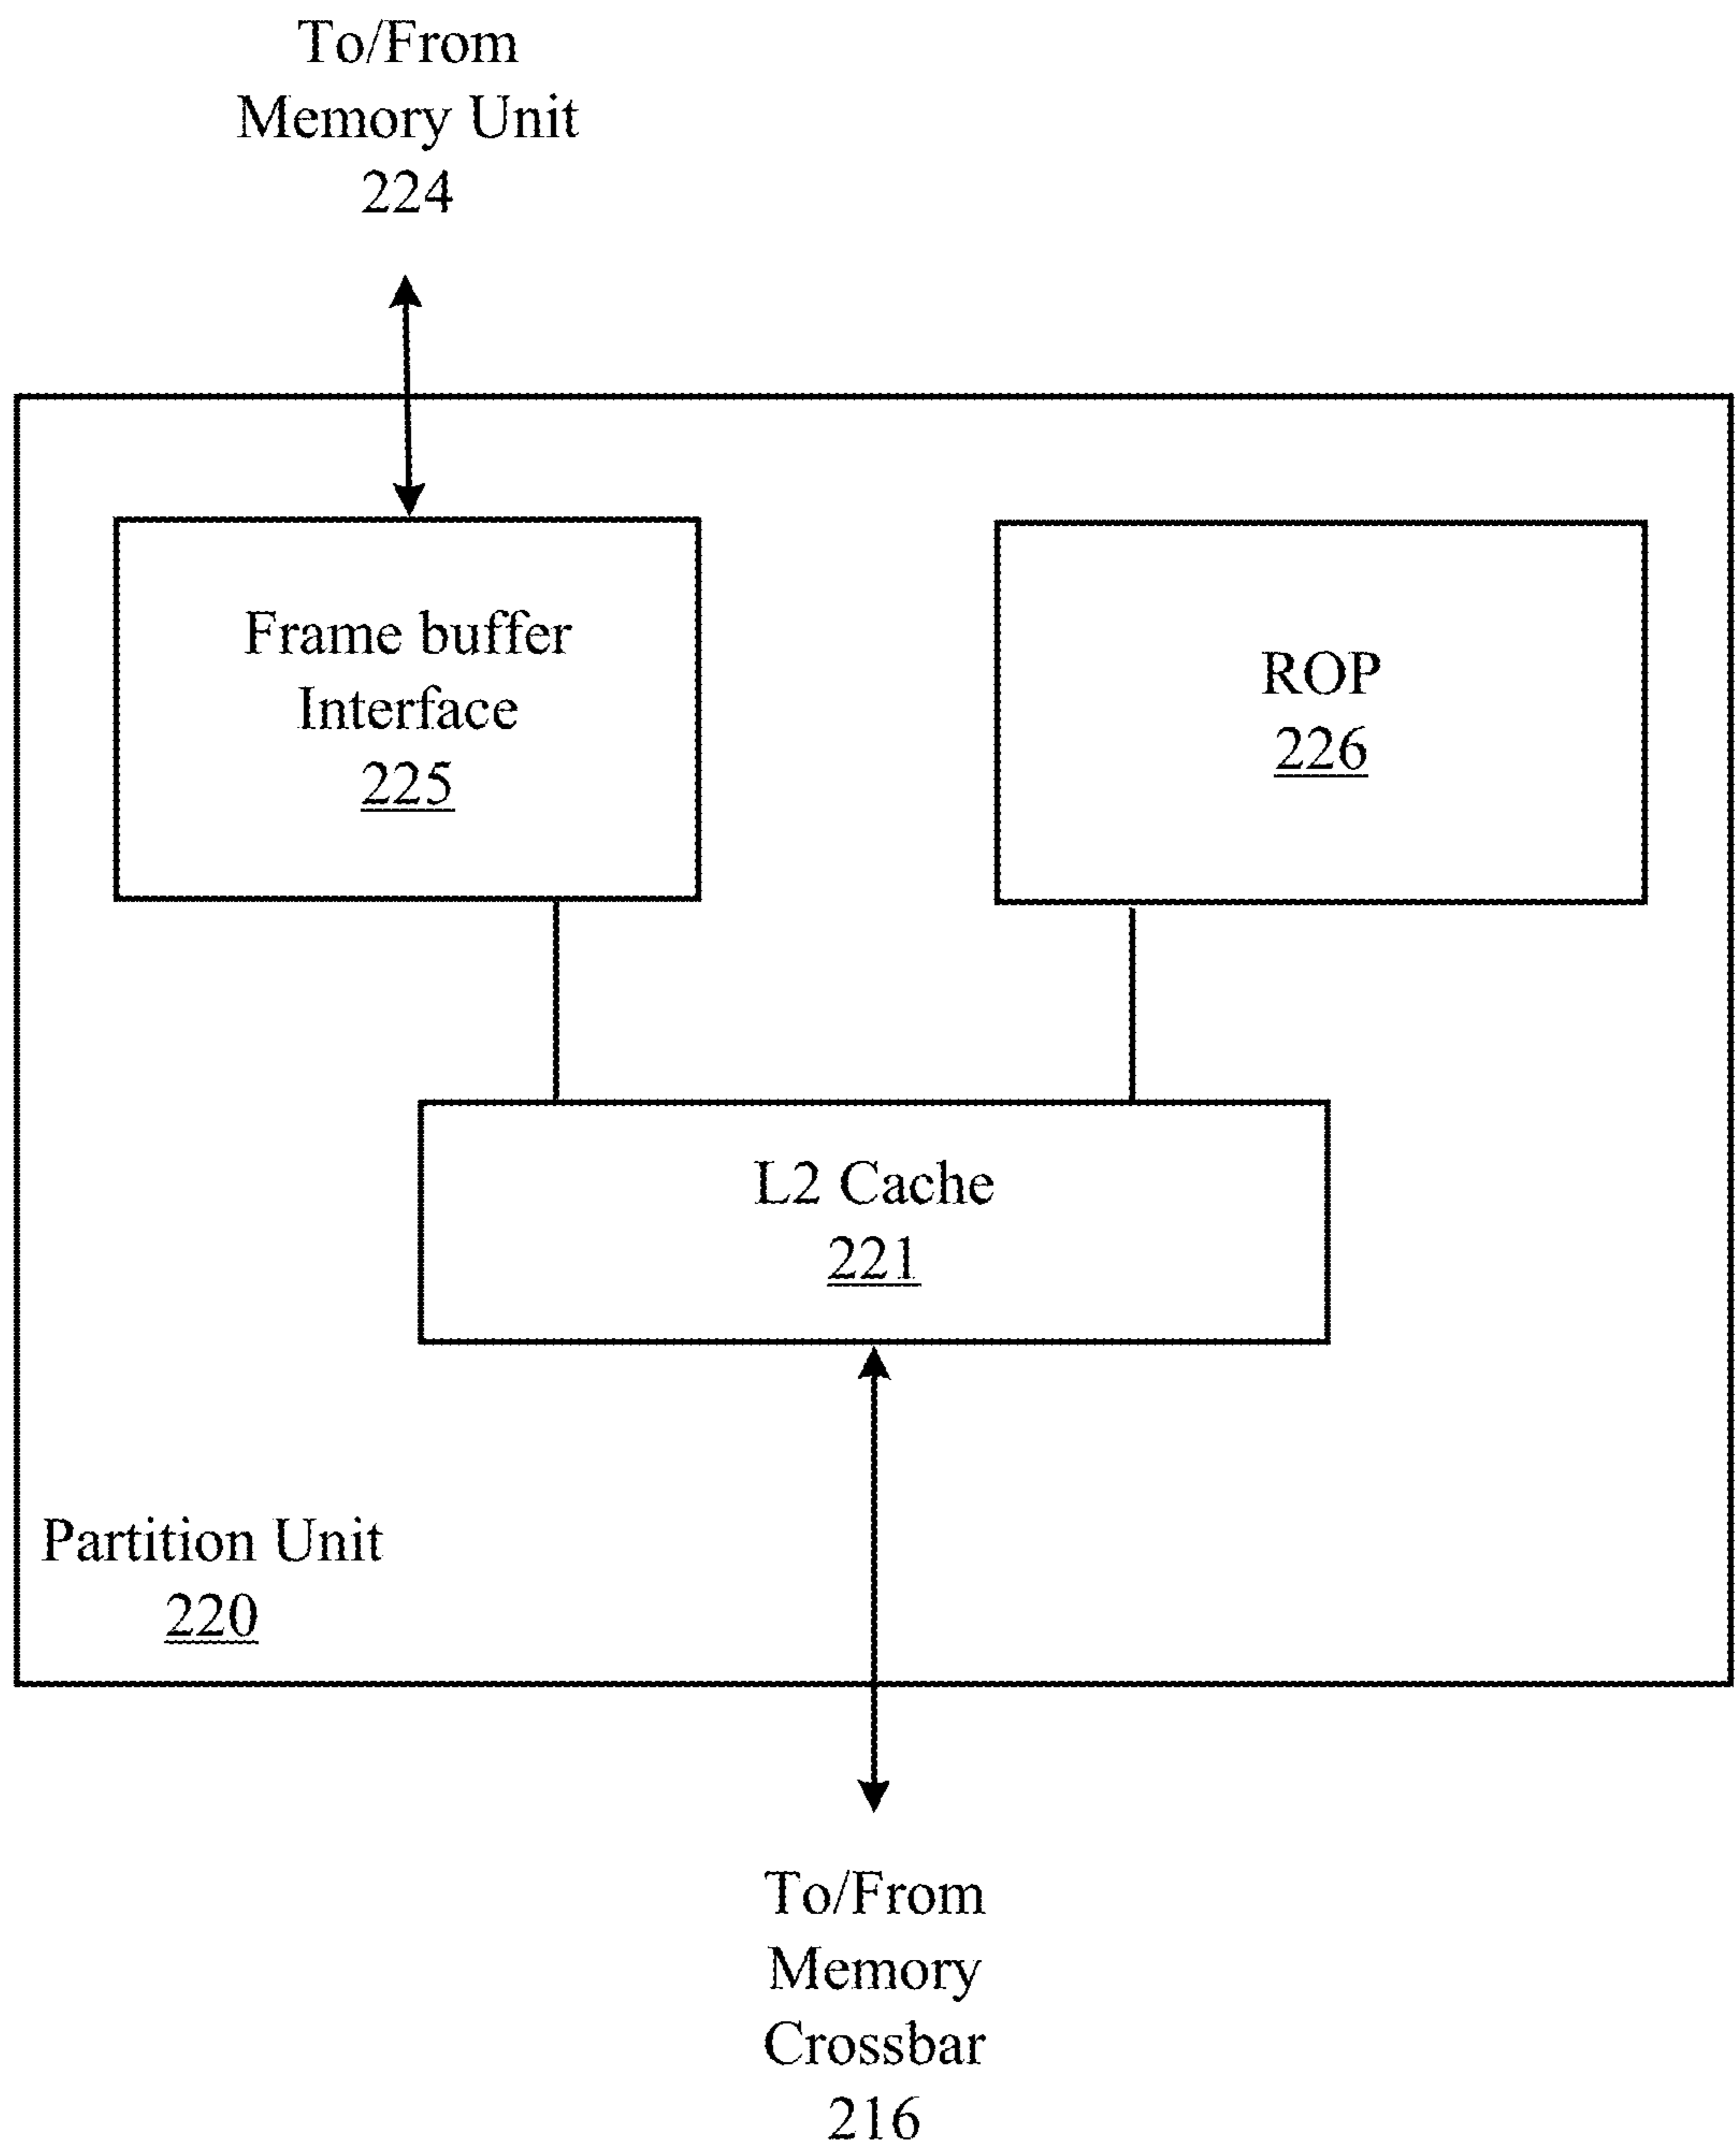 To/From
Memory Unit
224
Frame buffer
Interface
225
ROP
226
L2 Cache
221
Partition Unit
220
To/From
Memory
Crossbar
216